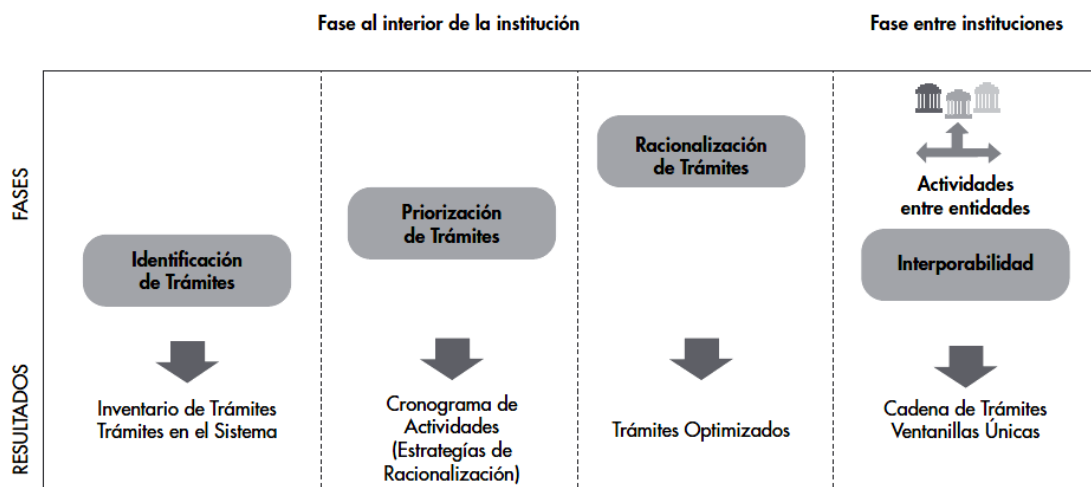 Fase al interior de la institución
Fase entre instituciones
FASES
Identificación
de Trámites
Priorización
de Trámites
Racionalización
de Trámites
Actividades
entre entidades
Interporabilidad
RESULTADOS
Inventario de Trámites
Trámites en el Sistema
Cronograma de
Actividades
(Estrategías de
Racionalización)
Trámites Optimizados
Cadena de Trámites
Ventanillas Únicas